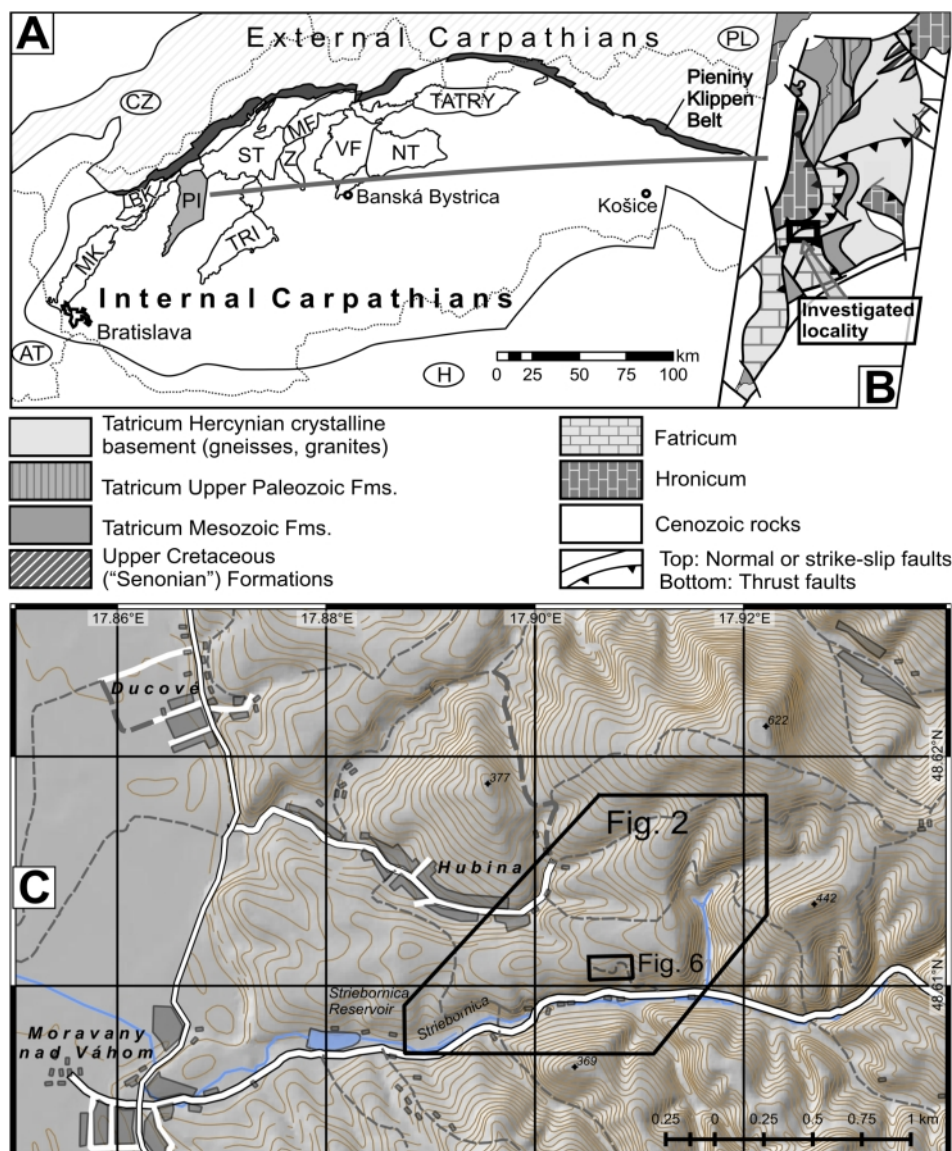 A
External Carpathians
PL
CZ
Pieniny
Klippen
Belt
TATRY
MF
ST
Z
VF
NT
BK
PI
Banská Bystrica
Košice
TRI
MK
Internal Carpathians
Bratislava
AT
H
km
0 25 50 75 100
Investigated
locality
B
Tatricum Hercynian crystalline
basement (gneisses, granites)
Tatricum Upper Paleozoic Fms.
Tatricum Mesozoic Fms.
Upper Cretaceous
("Senonian") Formations
Fatricum
Hronicum
Cenozoic rocks
Top: Normal or strike-slip faults
Bottom: Thrust faults
17.86°E 17.88°E 17.90°E 17.92°E
Ducové
622
48.62°N
377
Fig. 2
C
Hubina
442
Fig. 6
48.61°N
Striebornica
Reservoir
Striebornica
Moravany
nad Váhom
369
0.25 0 0.25 0.5 0.75 1 km